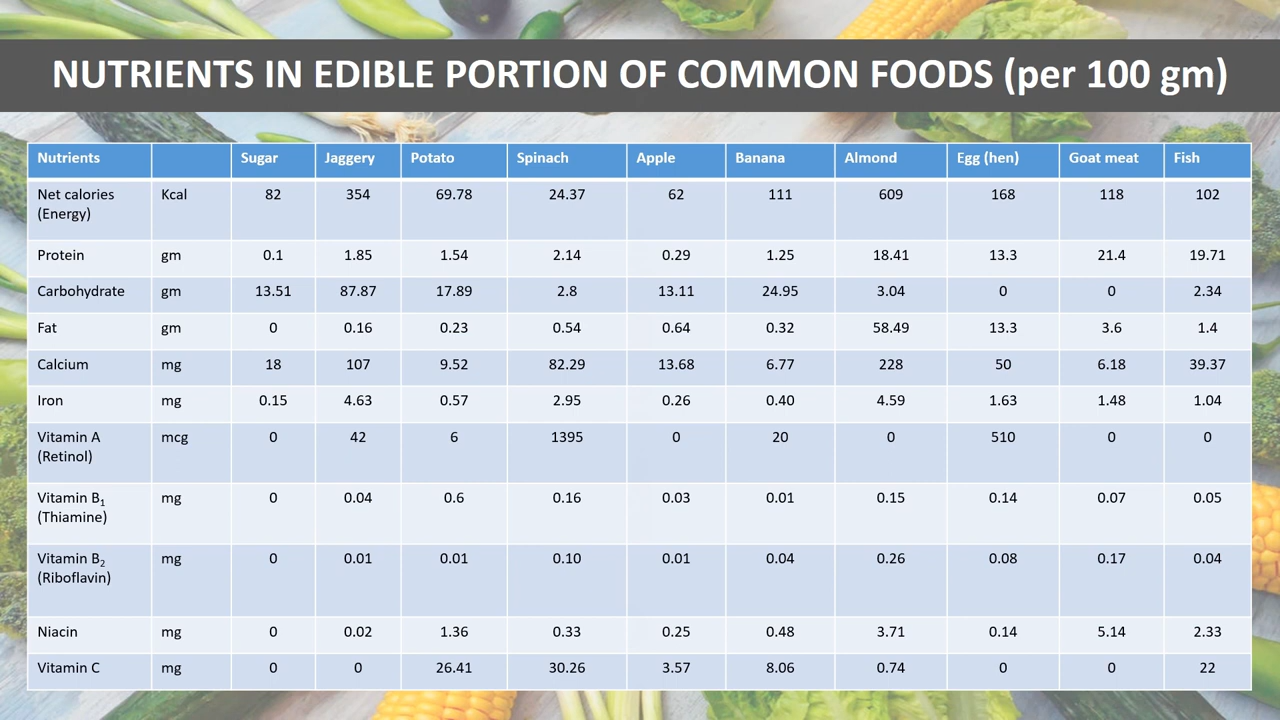 NUTRIENTS IN EDIBLE PORTION OF COMMON FOODS (per 100 gm)
Nutrients Sugar Jaggery Potato Spinach Apple Banana Almond Egg (hen) Goat meat Fish
Net calories (Energy) Kcal 82 354 69.78 24.37 62 111 609 168 118 102
Protein gm 0.1 1.85 1.54 2.14 0.29 1.25 18.41 13.3 21.4 19.71
Carbohydrate gm 13.51 87.87 17.89 2.8 13.11 24.95 3.04 0 0 2.34
Fat gm 0 0.16 0.23 0.54 0.64 0.32 58.49 13.3 3.6 1.4
Calcium mg 18 107 9.52 82.29 13.68 6.77 228 50 6.18 39.37
Iron mg 0.15 4.63 0.57 2.95 0.26 0.40 4.59 1.63 1.48 1.04
Vitamin A (Retinol) mcg 0 42 6 1395 0 20 0 510 0 0
Vitamin B₁ (Thiamine) mg 0 0.04 0.6 0.16 0.03 0.01 0.15 0.14 0.07 0.05
Vitamin B₂ (Riboflavin) mg 0 0.01 0.01 0.10 0.01 0.04 0.26 0.08 0.17 0.04
Niacin mg 0 0.02 1.36 0.33 0.25 0.48 3.71 0.14 5.14 2.33
Vitamin C mg 0 0 26.41 30.26 3.57 8.06 0.74 0 0 22